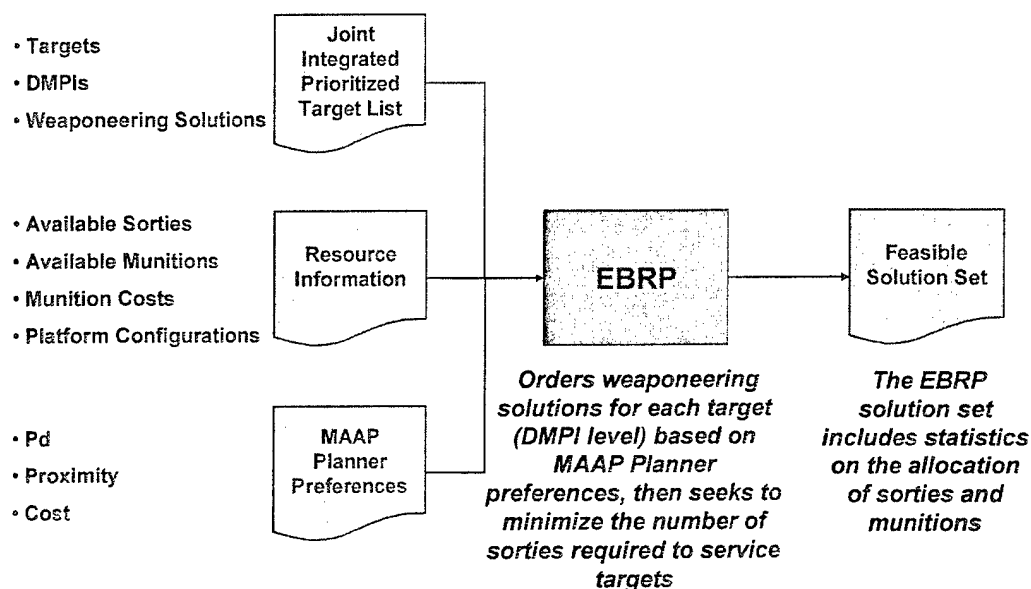 • Targets
• DMPIs
• Weaponeering Solutions
Joint
Integrated
Prioritized
Target List
• Available Sorties
• Available Munitions
• Munition Costs
• Platform Configurations
Resource
Information
EBRP
Feasible
Solution Set
• Pd
• Proximity
• Cost
MAAP
Planner
Preferences
Orders weaponeering
solutions for each target
(DMPI level) based on
MAAP Planner
preferences, then seeks to
minimize the number of
sorties required to service
targets
The EBRP
solution set
includes statistics
on the allocation
of sorties and
munitions